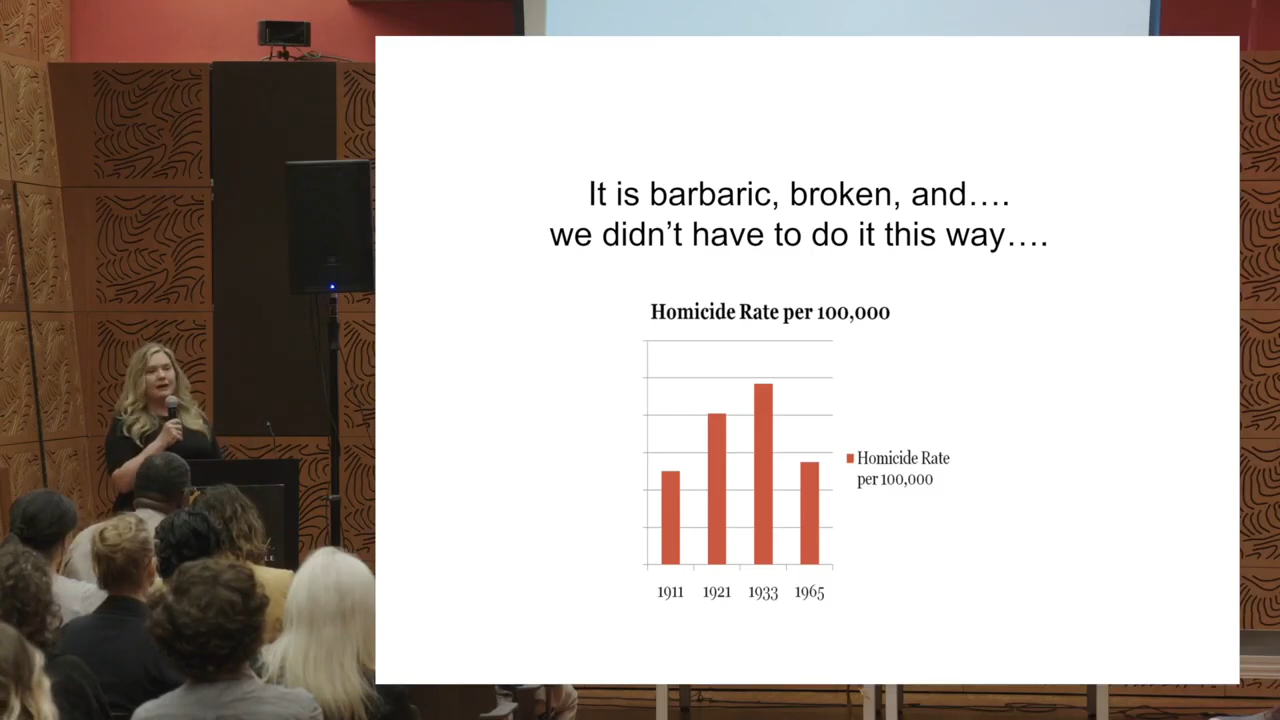 It is barbaric, broken, and….
we didn't have to do it this way….
Homicide Rate per 100,000
Homicide Rate
per 100,000
1911 1921 1933 1965